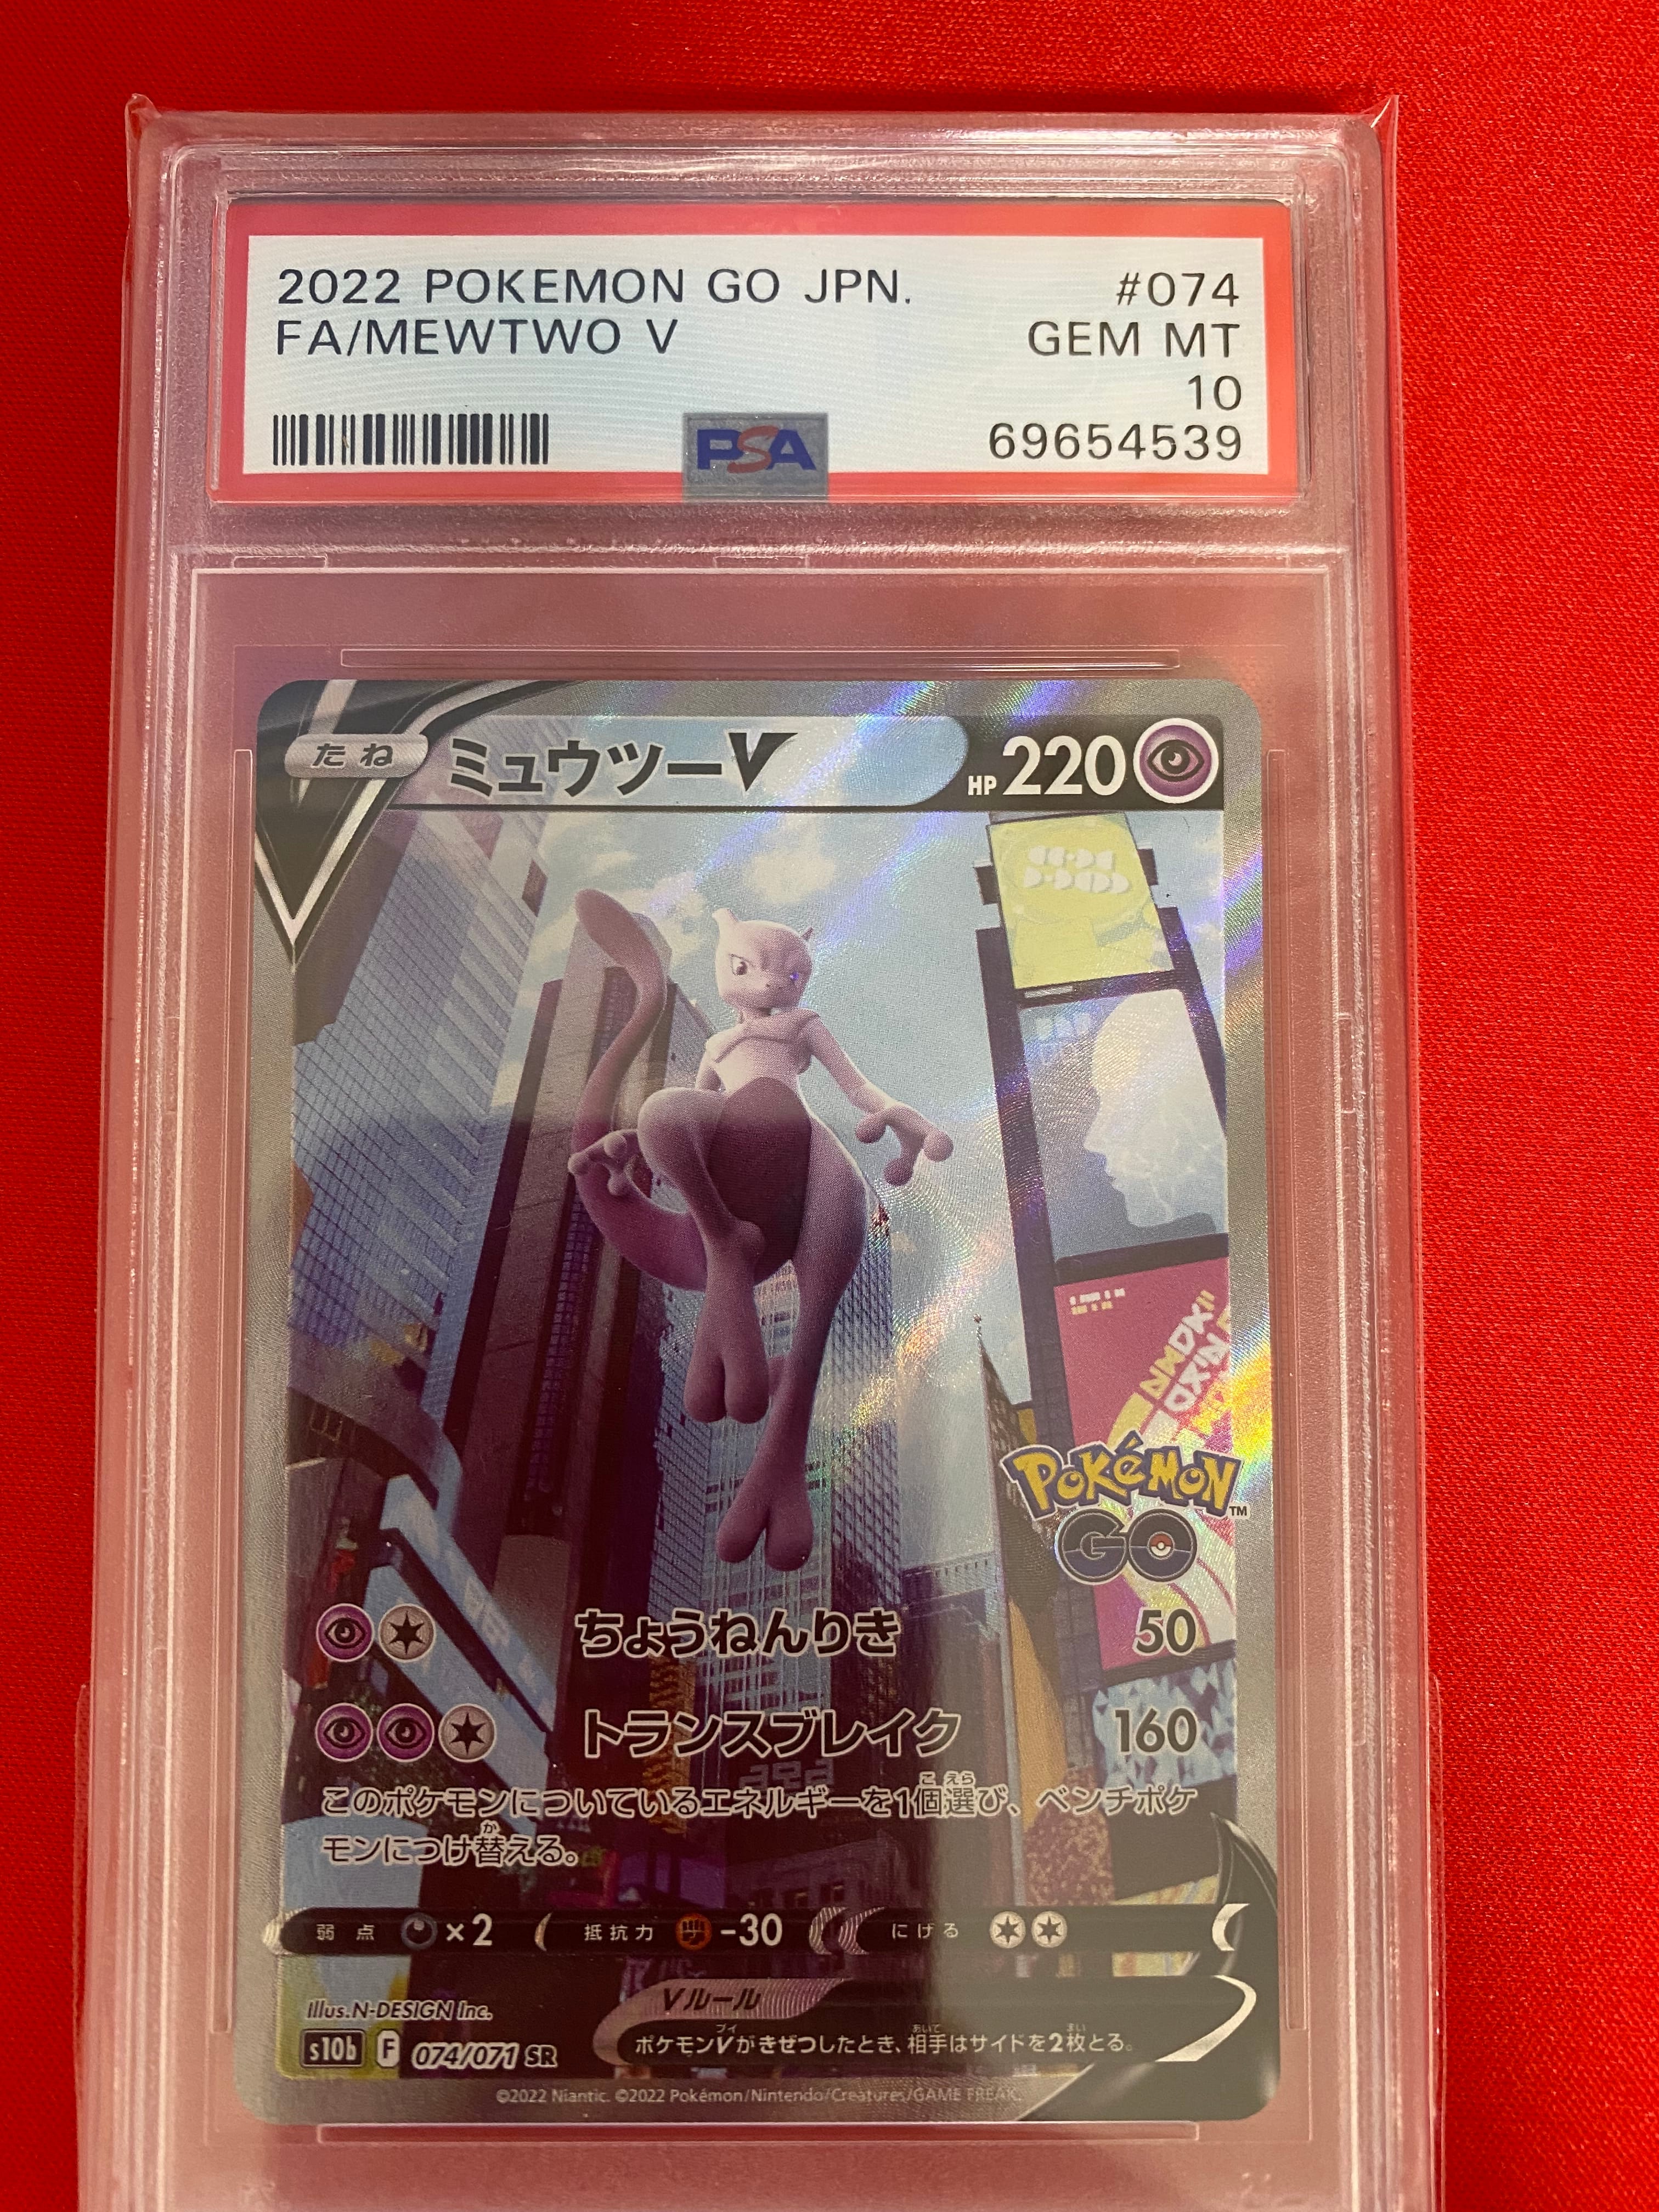 2022 POKEMON GO JPN. #074
FA/MEWTWO V GEM MT
10
PSA 69654539
たね ミュウツーV HP 220
Pokémon™
GO
ちょうねんりき 50
トランスブレイク 160
このポケモンについているエネルギーを1個選び、ベンチポケ
モンにつけ替える。
弱点 ×2 抵抗力 -30 にげる
Illus. N-DESIGN Inc. Vルール
s10b F 074/071 SR ポケモンVがきぜつしたとき、相手はサイドを2枚とる。
©2022 Niantic. ©2022 Pokémon/Nintendo/Creatures/GAME FREAK.